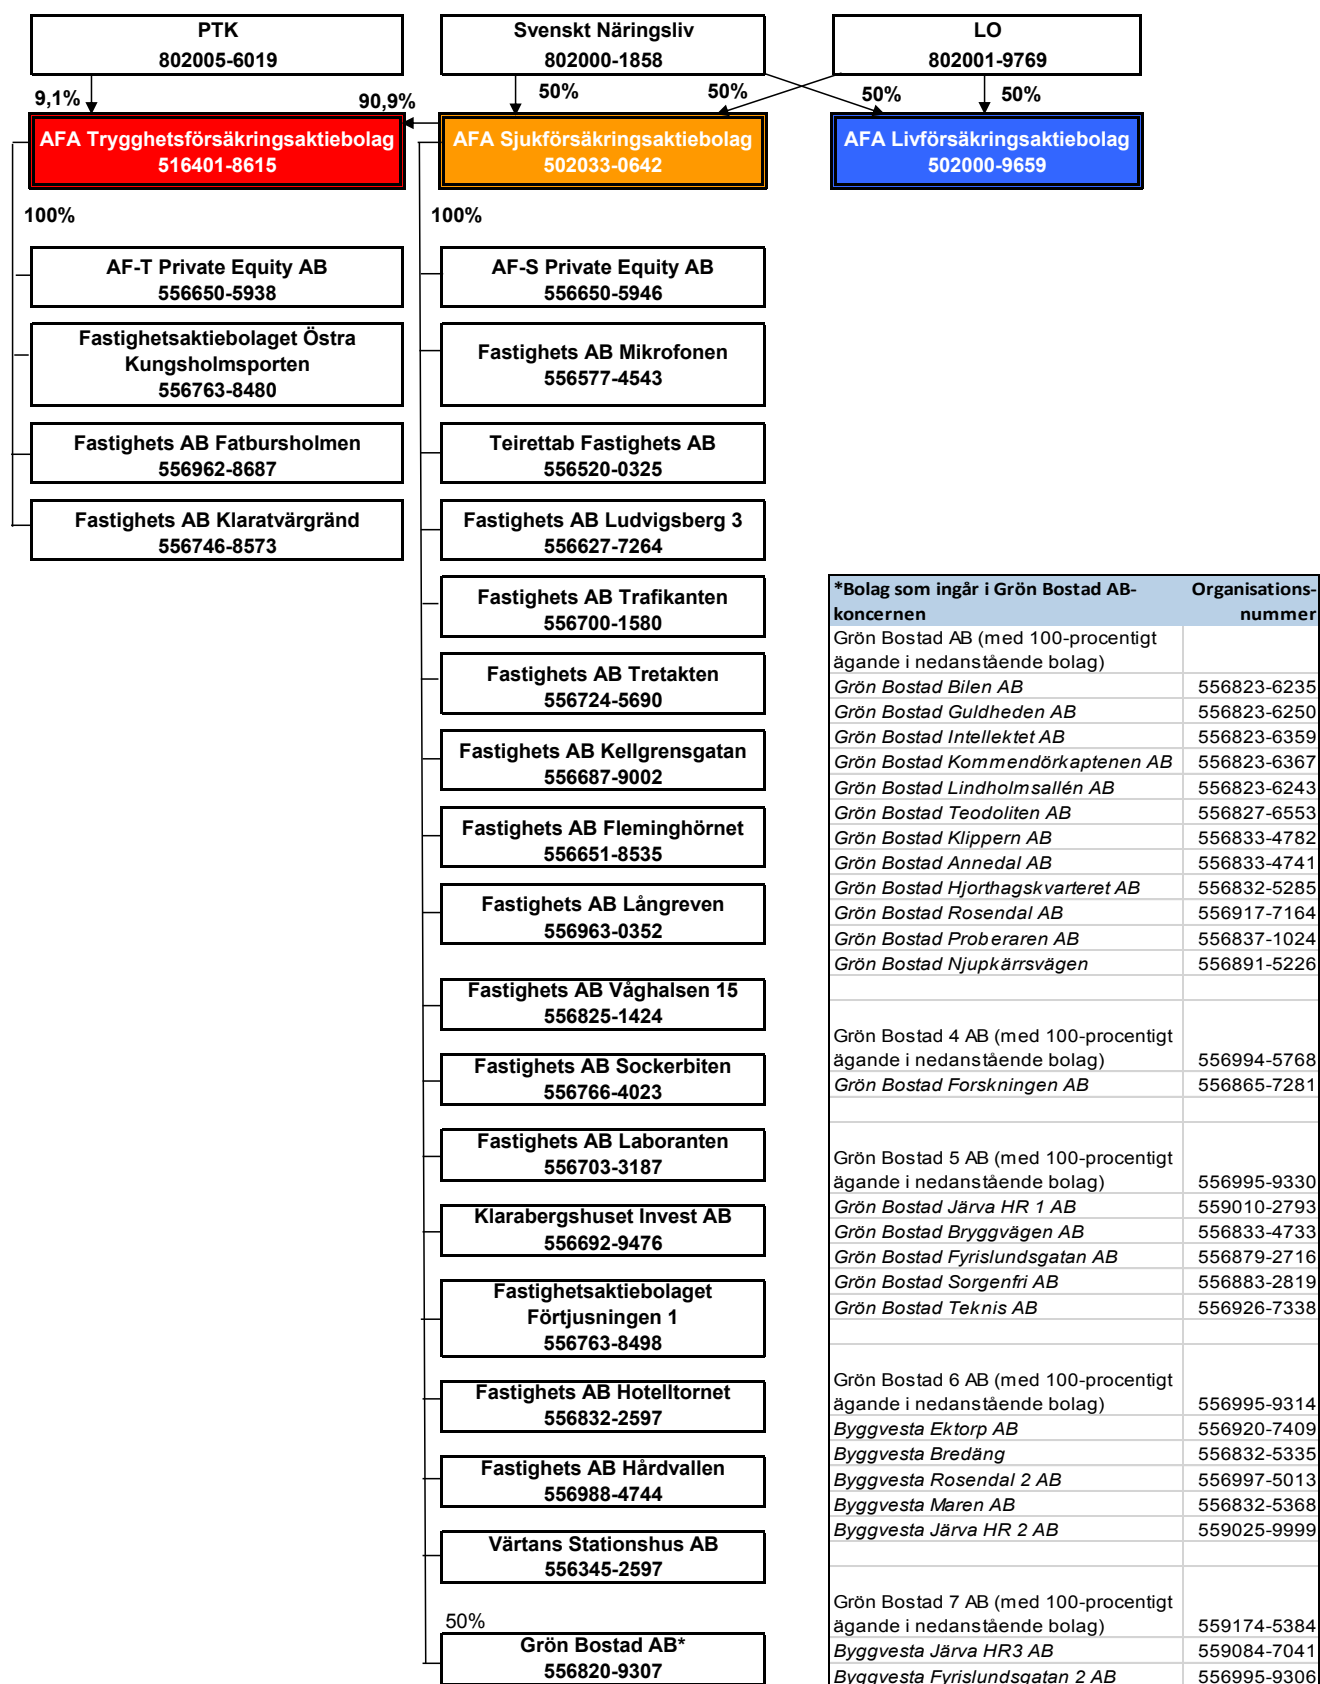 PTK
802005-6019
Svenskt Näringsliv
802000-1858
LO
802001-9769
9,1%
90,9%
50%
50%
50%
50%
AFA Trygghetsförsäkringsaktiebolag
516401-8615
AFA Sjukförsäkringsaktiebolag
502033-0642
AFA Livförsäkringsaktiebolag
502000-9659
100%
AF-T Private Equity AB
556650-5938
Fastighetsaktiebolaget Östra
Kungsholmsporten
556763-8480
Fastighets AB Fatbursholmen
556962-8687
Fastighets AB Klaratvärgränd
556746-8573
100%
AF-S Private Equity AB
556650-5946
Fastighets AB Mikrofonen
556577-4543
Teirettab Fastighets AB
556520-0325
Fastighets AB Ludvigsberg 3
556627-7264
Fastighets AB Trafikanten
556700-1580
Fastighets AB Tretakten
556724-5690
Fastighets AB Kellgrensgatan
556687-9002
Fastighets AB Fleminghörnet
556651-8535
Fastighets AB Långreven
556963-0352
Fastighets AB Våghalsen 15
556825-1424
Fastighets AB Sockerbiten
556766-4023
Fastighets AB Laboranten
556703-3187
Klarabergshuset Invest AB
556692-9476
Fastighetsaktiebolaget
Förtjusningen 1
556763-8498
Fastighets AB Hotelltornet
556832-2597
Fastighets AB Hårdvallen
556988-4744
Värtans Stationshus AB
556345-2597
50%
Grön Bostad AB*
556820-9307
*Bolag som ingår i Grön Bostad AB- Organisations-
koncernen nummer
Grön Bostad AB (med 100-procentigt
ägande i nedanstående bolag)
Grön Bostad Bilen AB 556823-6235
Grön Bostad Guldheden AB 556823-6250
Grön Bostad Intellektet AB 556823-6359
Grön Bostad Kommendörkaptenen AB 556823-6367
Grön Bostad Lindholmsallén AB 556823-6243
Grön Bostad Teodoliten AB 556827-6553
Grön Bostad Klippern AB 556833-4782
Grön Bostad Annedal AB 556833-4741
Grön Bostad Hjorthagskvarteret AB 556832-5285
Grön Bostad Rosendal AB 556917-7164
Grön Bostad Proberaren AB 556837-1024
Grön Bostad Njupkärrsvägen 556891-5226
Grön Bostad 4 AB (med 100-procentigt
ägande i nedanstående bolag) 556994-5768
Grön Bostad Forskningen AB 556865-7281
Grön Bostad 5 AB (med 100-procentigt
ägande i nedanstående bolag) 556995-9330
Grön Bostad Järva HR 1 AB 559010-2793
Grön Bostad Bryggvägen AB 556833-4733
Grön Bostad Fyrislundsgatan AB 556879-2716
Grön Bostad Sorgenfri AB 556883-2819
Grön Bostad Teknis AB 556926-7338
Grön Bostad 6 AB (med 100-procentigt
ägande i nedanstående bolag) 556995-9314
Byggvesta Ektorp AB 556920-7409
Byggvesta Bredäng 556832-5335
Byggvesta Rosendal 2 AB 556997-5013
Byggvesta Maren AB 556832-5368
Byggvesta Järva HR 2 AB 559025-9999
Grön Bostad 7 AB (med 100-procentigt
ägande i nedanstående bolag) 559174-5384
Byggvesta Järva HR3 AB 559084-7041
Byggvesta Fyrislundsgatan 2 AB 556995-9306